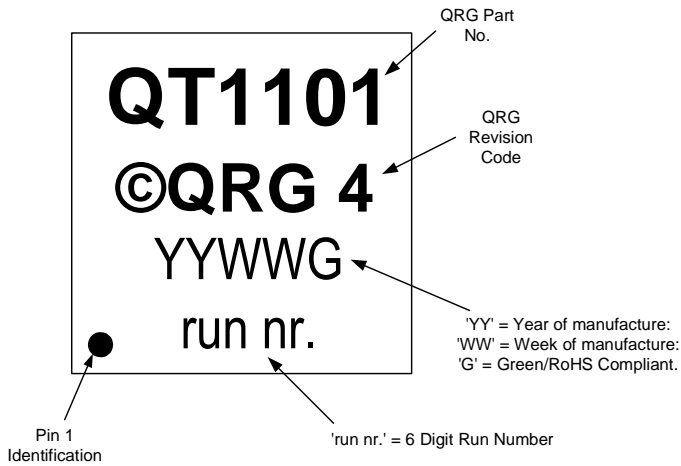 QRG Part
No.
QT1101
QRG
Revision
Code
©QRG 4
YYWWG
'YY' = Year of manufacture:
'WW' = Week of manufacture:
'G' = Green/RoHS Compliant.
run nr.
Pin 1
Identification
'run nr.' = 6 Digit Run Number